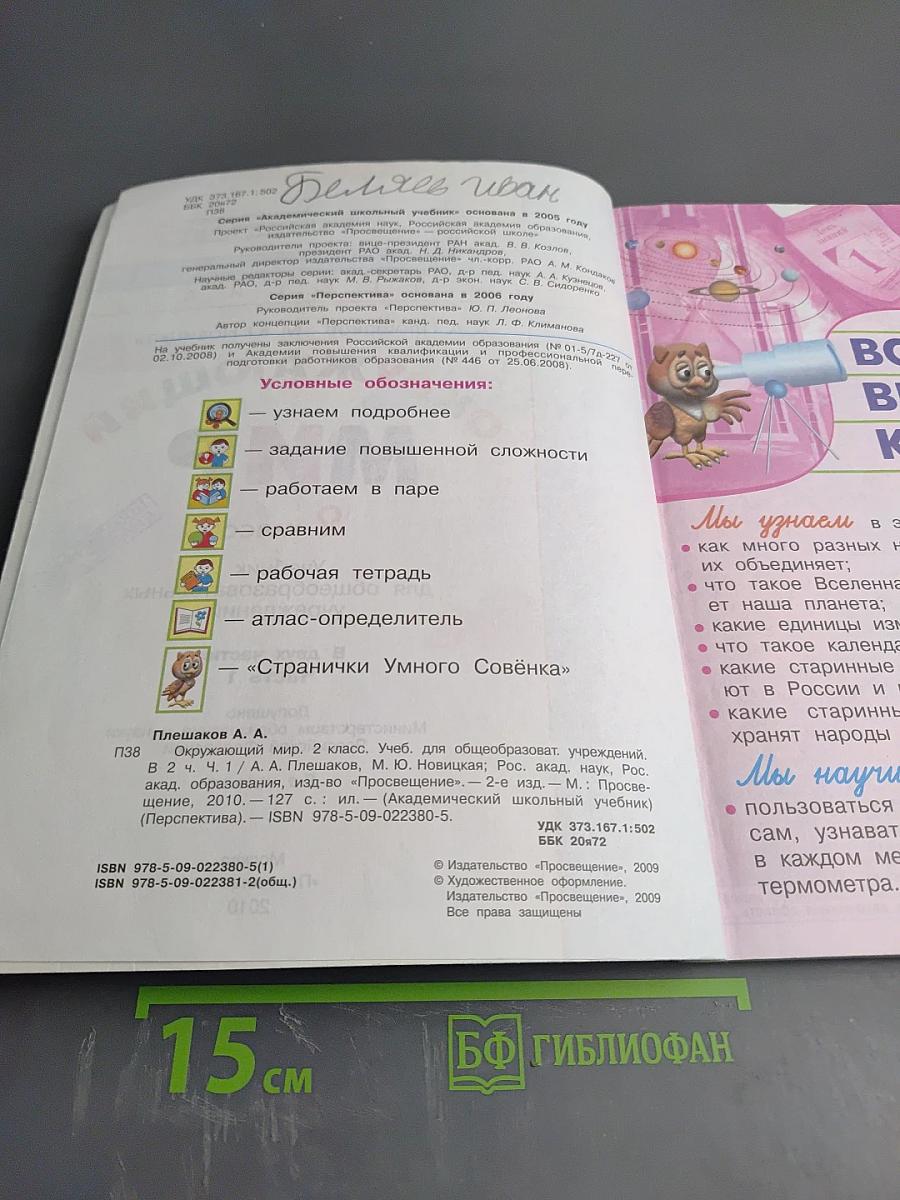 Беляев Иван
УДК 373.167.1:502
ББК 20я72
П38
Серия «Академический школьный учебник» основана в 2005 году
Проект «Российская академия наук, Российская академия образования,
издательство «Просвещение» — российской школе»
Руководители проекта: вице-президент РАН акад. В. В. Козлов,
президент РАО акад. Н. Д. Никандров,
генеральный директор издательства «Просвещение» чл.-корр. РАО А. М. Кондаков
Научные редакторы серии: акад.-секретарь РАО, д-р пед. наук А. А. Кузнецов,
акад. РАО, д-р пед. наук М. В. Рыжаков, д-р экон. наук С. В. Сидоренко
Серия «Перспектива» основана в 2006 году
Руководитель проекта «Перспектива» Ю. П. Леонова
Автор концепции «Перспектива» канд. пед. наук Л. Ф. Климанова
На учебник получены заключения Российской академии образования (№ 01-5/7д-227 от
02.10.2008) и Академии повышения квалификации и профессиональной пере-
подготовки работников образования (№ 446 от 25.06.2008).
Условные обозначения:
— узнаем подробнее
— задание повышенной сложности
— работаем в паре
— сравним
— рабочая тетрадь
— атлас-определитель
— «Странички Умного Совёнка»
Плешаков А. А.
П38 Окружающий мир. 2 класс. Учеб. для общеобразоват. учреждений.
В 2 ч. Ч. 1 / А. А. Плешаков, М. Ю. Новицкая; Рос. акад. наук, Рос.
акад. образования, изд-во «Просвещение». — 2-е изд. — М. : Просве-
щение, 2010. — 127 с. : ил. — (Академический школьный учебник)
(Перспектива). — ISBN 978-5-09-022380-5.
УДК 373.167.1:502
ББК 20я72
ISBN 978-5-09-022380-5(1)
ISBN 978-5-09-022381-2(общ.)
© Издательство «Просвещение», 2009
© Художественное оформление.
Издательство «Просвещение», 2009
Все права защищены
ВС
К
Мы узнаем в э
• как много разных н
их объединяет;
• что такое Вселенна
ет наша планета;
• какие единицы изм
• что такое календа
• какие старинные
ют в России и
• какие старинны
хранят народы
Мы научи
• пользоваться
сам, узнават
в каждом ме
термометра.
15 см
БФ ГИБЛИОФАН